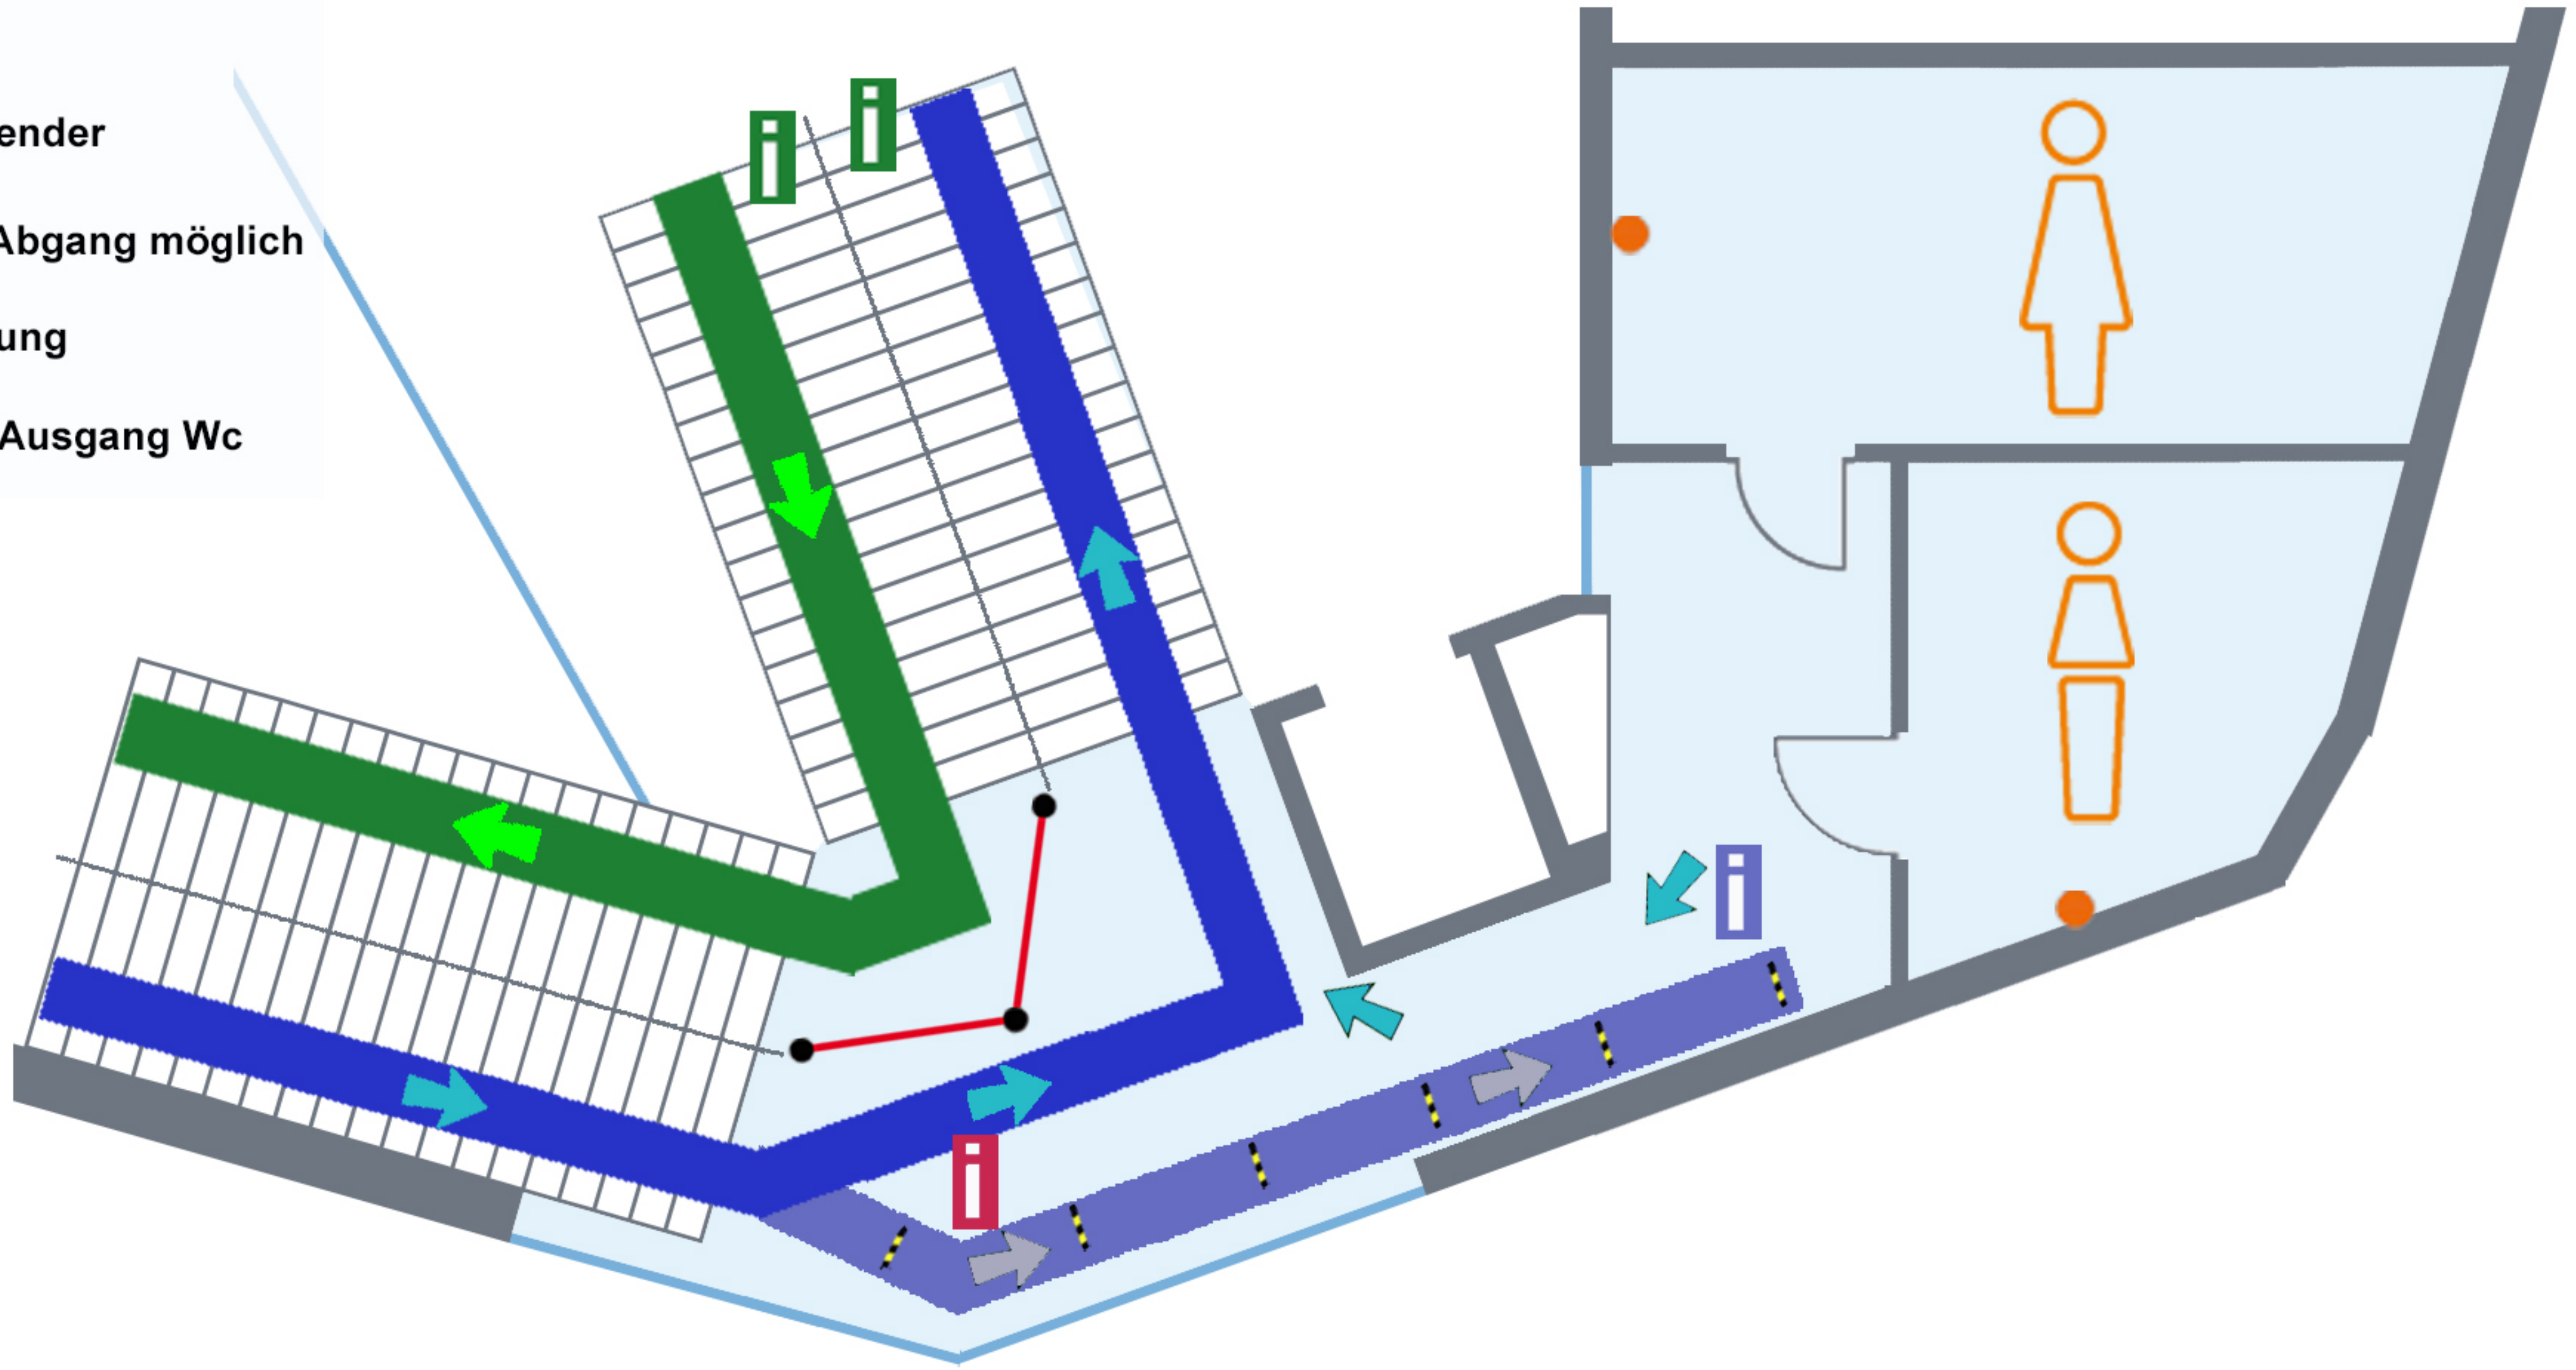 ender
Abgang möglich
ung
Ausgang Wc
i
i
i
i